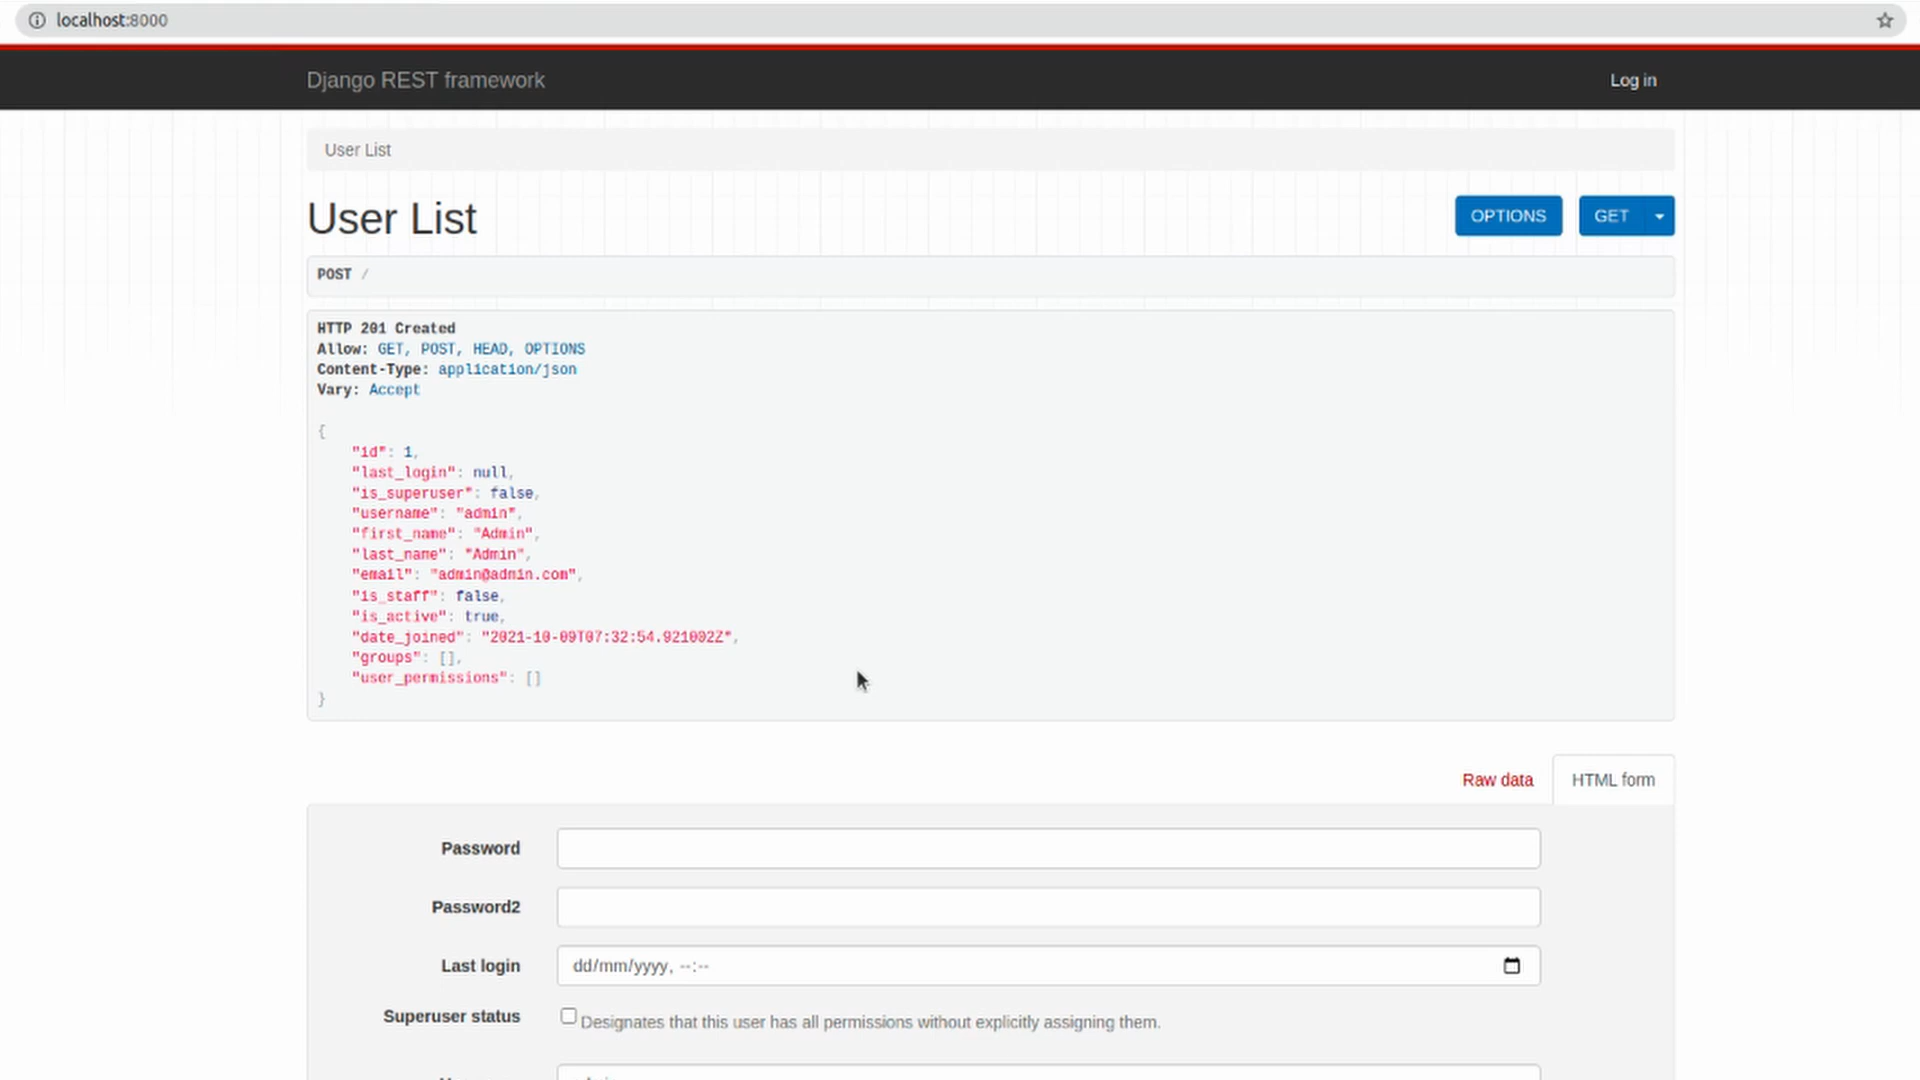 localhost:8000
Django REST framework
Log in
User List
User List
OPTIONS
GET
POST /
HTTP 201 Created
Allow: GET, POST, HEAD, OPTIONS
Content-Type: application/json
Vary: Accept
{
"id": 1,
"last_login": null,
"is_superuser": false,
"username": "admin",
"first_name": "Admin",
"last_name": "Admin",
"email": "admin@admin.com",
"is_staff": false,
"is_active": true,
"date_joined": "2021-10-09T07:32:54.921002Z",
"groups": [],
"user_permissions": []
}
Raw data
HTML form
Password
Password2
Last login
dd/mm/yyyy, --:--
Superuser status
Designates that this user has all permissions without explicitly assigning them.